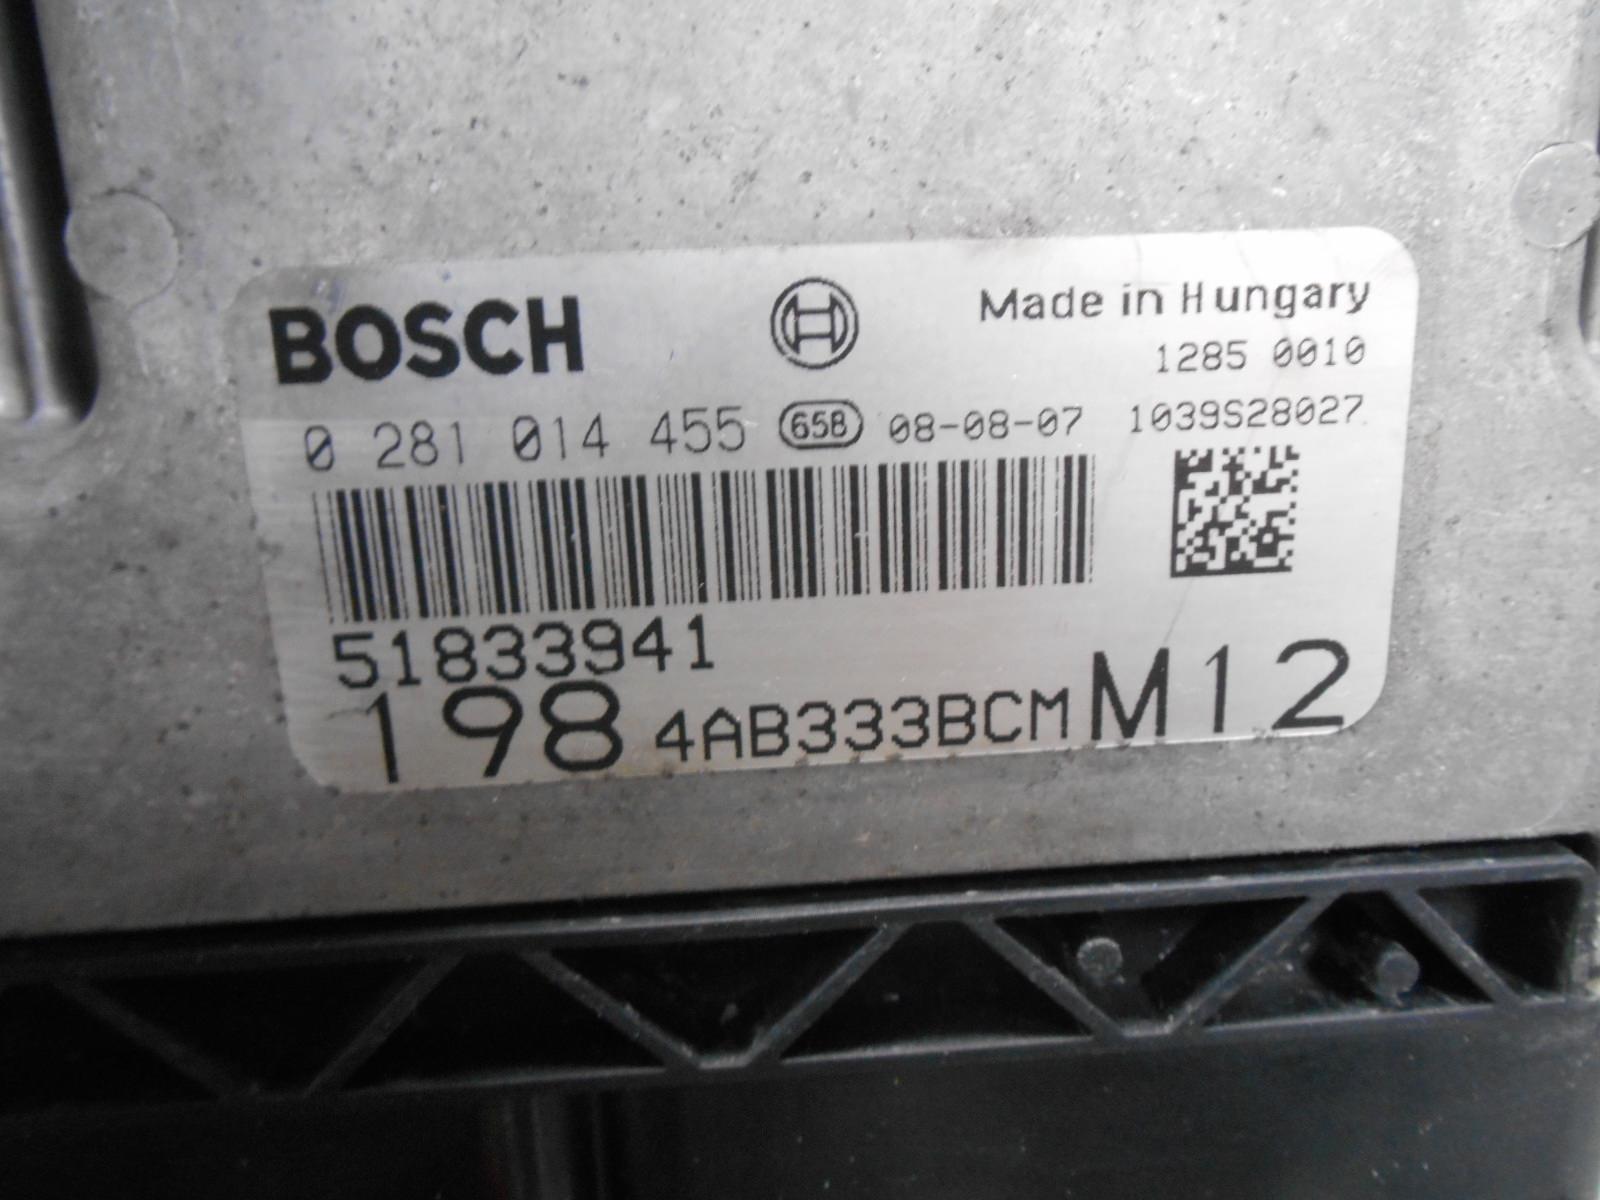 BOSCH
Made in Hungary
1285 0010
0 281 014 455 658 08-08-07 1039S28027
51833941
198 4AB333BCM M12